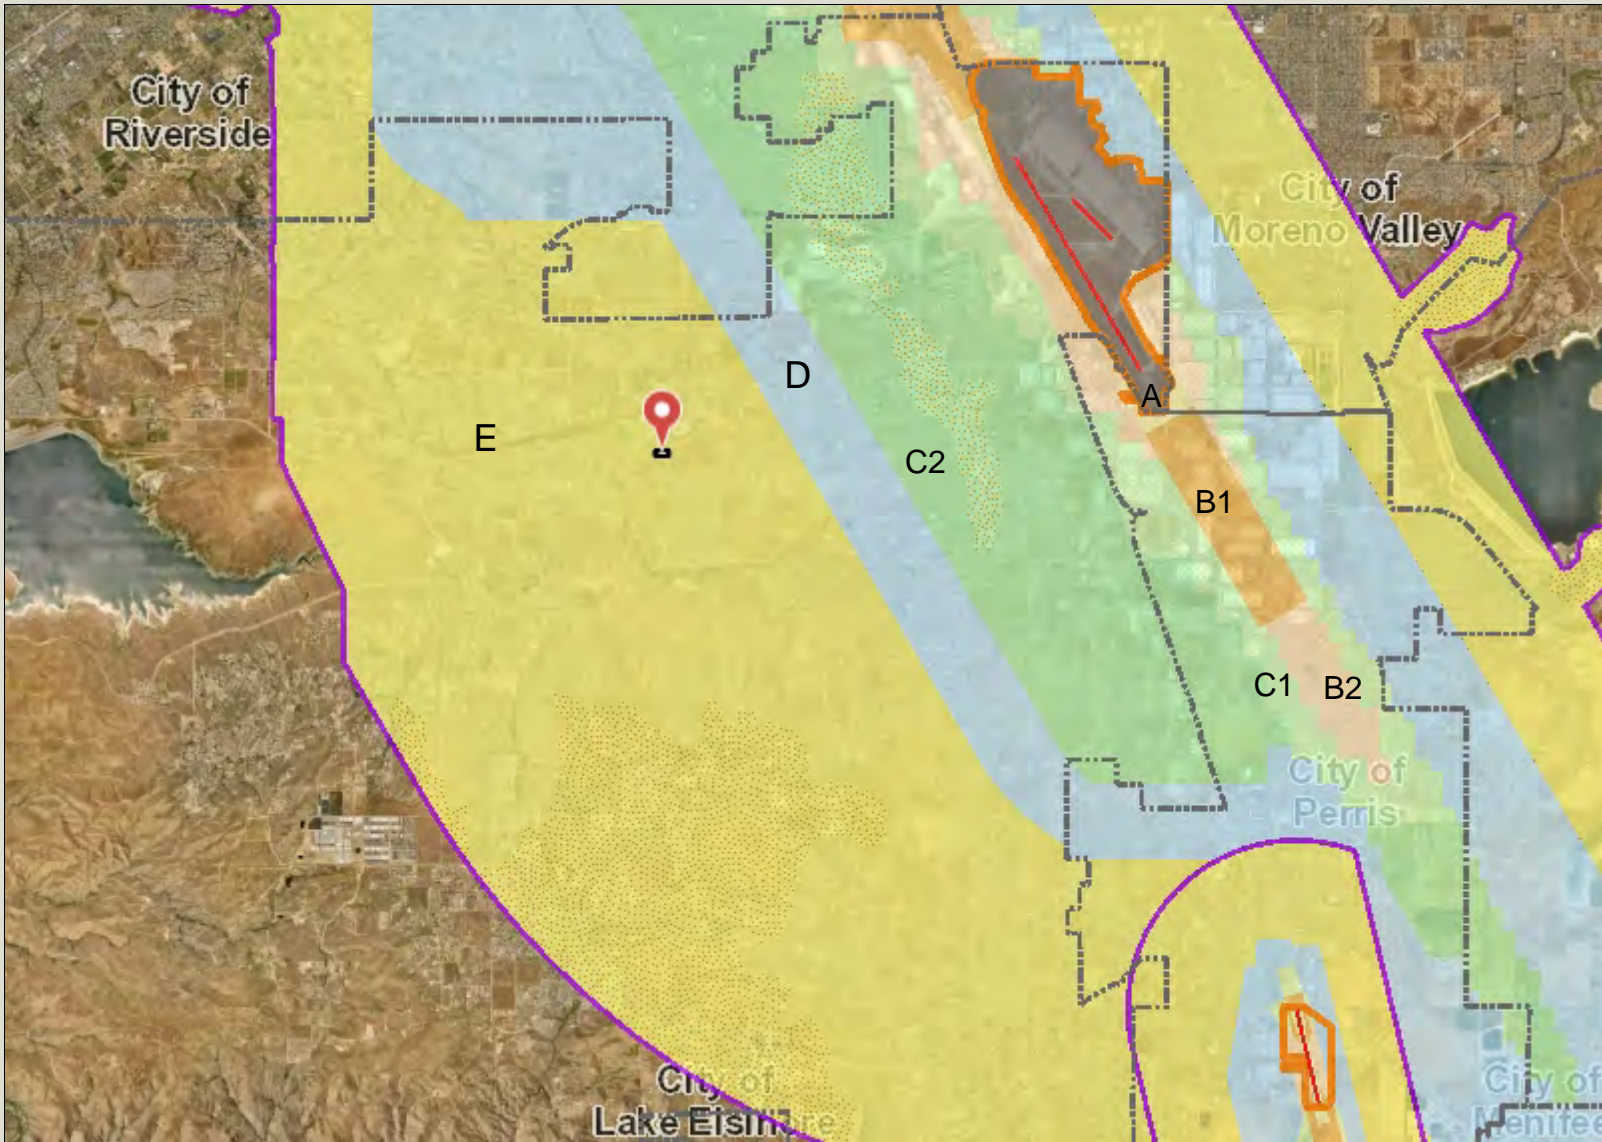 City of
Riverside
City of
Moreno Valley
D
A
E
C2
B1
C1
B2
City of
Perris
City of
Lake Elsinore
City of
Menifee